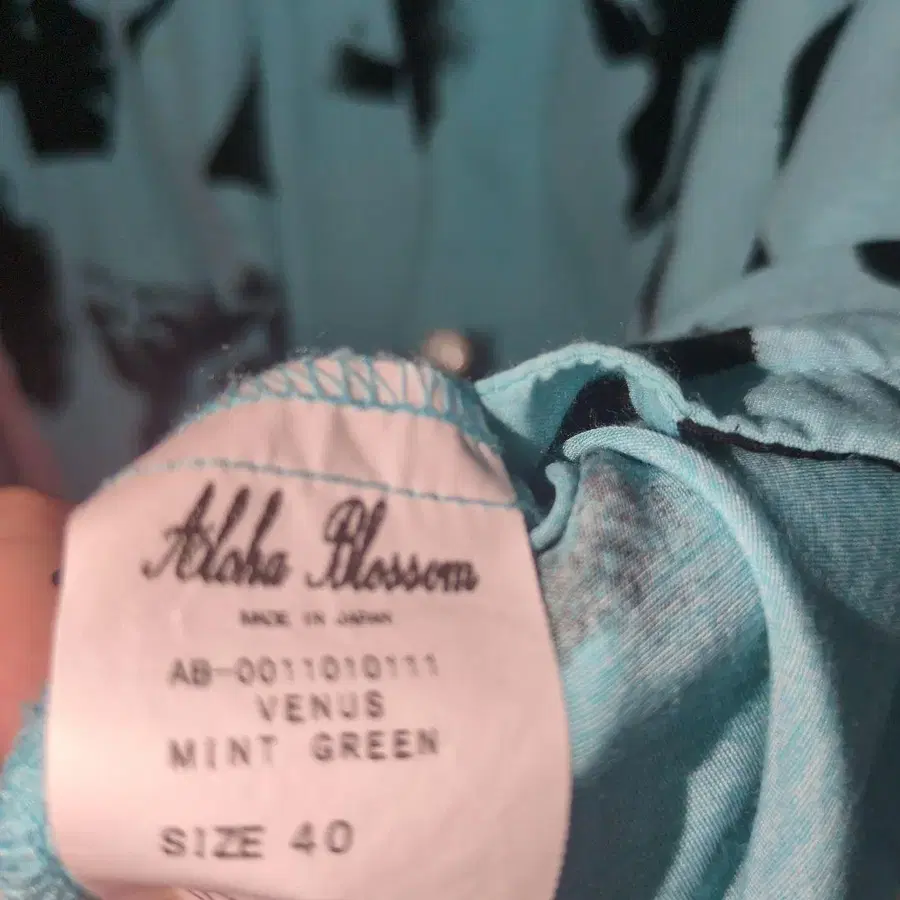 Aloha Blossom
MADE IN JAPAN
AB-0011010111
VENUS
MINT GREEN
SIZE 40